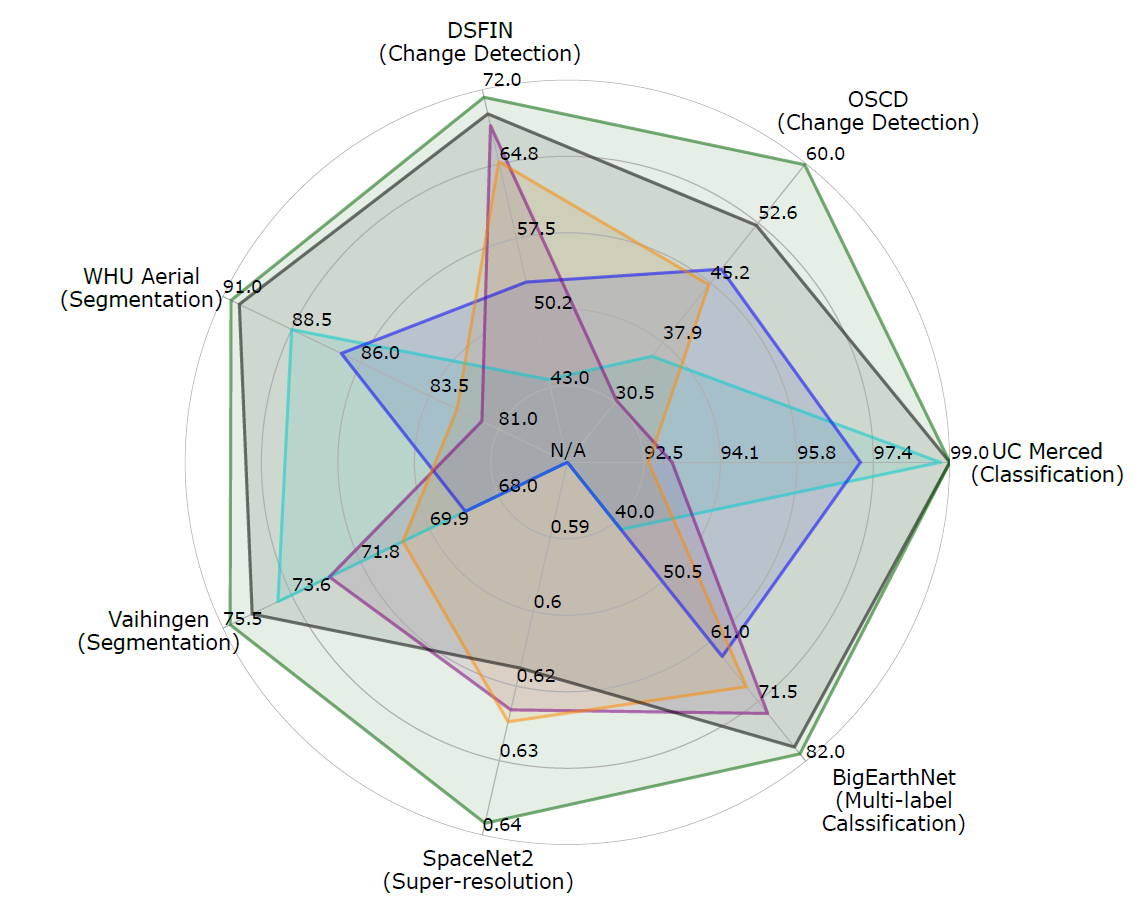 DSFIN
(Change Detection)
72.0
OSCD
(Change Detection)
60.0
64.8
52.6
57.5
45.2
WHU Aerial
(Segmentation)
91.0
88.5
86.0
83.5
81.0
50.2
37.9
43.0
30.5
N/A
92.5
94.1
95.8
97.4
99.0
UC Merced
(Classification)
68.0
69.9
71.8
73.6
75.5
Vaihingen
(Segmentation)
0.59
0.6
0.62
0.63
0.64
40.0
50.5
61.0
71.5
82.0
BigEarthNet
(Multi-label
Calssification)
SpaceNet2
(Super-resolution)